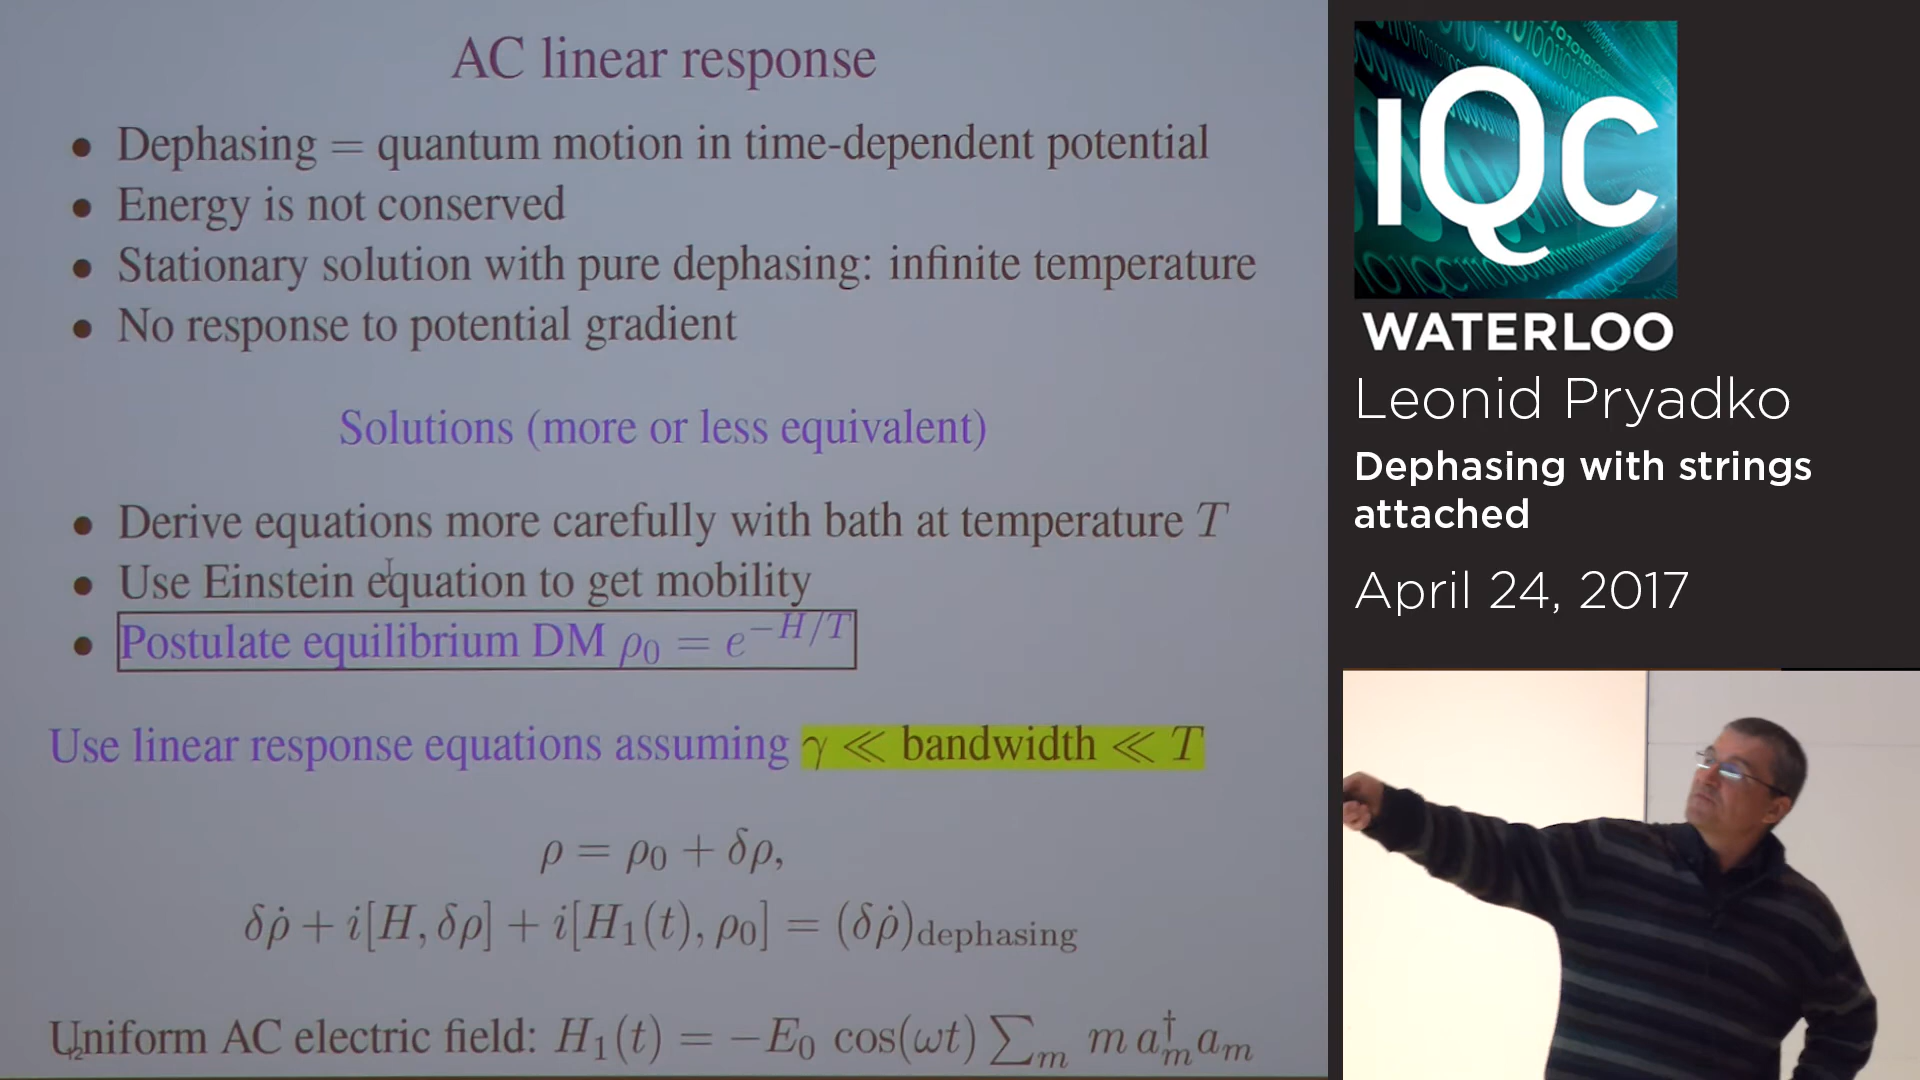 AC linear response
• Dephasing = quantum motion in time-dependent potential
• Energy is not conserved
• Stationary solution with pure dephasing: infinite temperature
• No response to potential gradient
Solutions (more or less equivalent)
• Derive equations more carefully with bath at temperature T
• Use Einstein equation to get mobility
• Postulate equilibrium DM ρ₀ = e^{−H/T}
Use linear response equations assuming γ ≪ bandwidth ≪ T
ρ = ρ₀ + δρ,
δρ̇ + i[H, δρ] + i[H₁(t), ρ₀] = (δρ̇)_dephasing
Uniform AC electric field: H₁(t) = −E₀ cos(ωt) ∑_m m a†_m a_m
IQC
WATERLOO
Leonid Pryadko
Dephasing with strings
attached
April 24, 2017